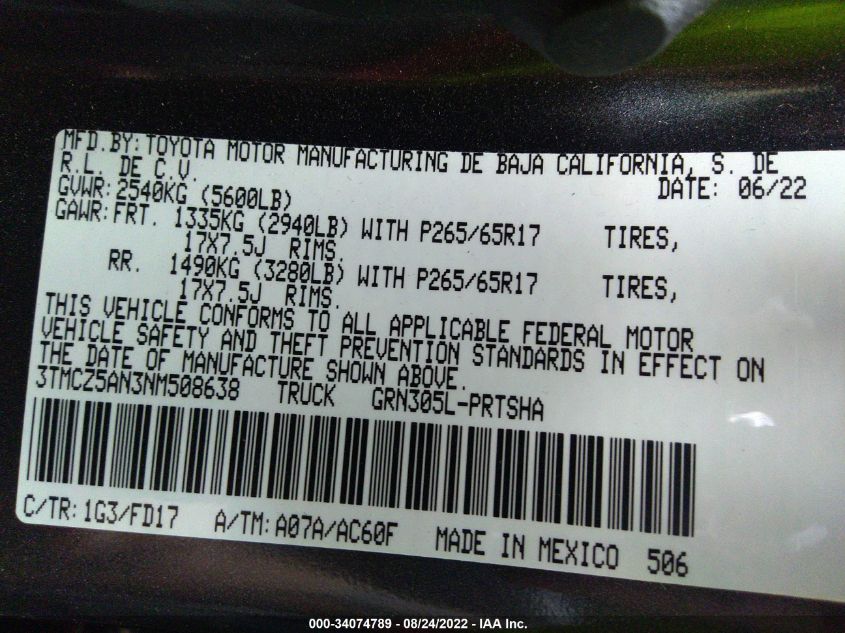 MFD.BY:TOYOTA MOTOR MANUFACTURING DE BAJA CALIFORNIA, S. DE
R.L. DE C.V. DATE: 06/22
GVWR:2540KG (5600LB)
GAWR:FRT. 1335KG (2940LB) WITH P265/65R17 TIRES,
17X7.5J RIMS.
RR. 1490KG (3280LB) WITH P265/65R17 TIRES,
17X7.5J RIMS.
THIS VEHICLE CONFORMS TO ALL APPLICABLE FEDERAL MOTOR
VEHICLE SAFETY AND THEFT PREVENTION STANDARDS IN EFFECT ON
THE DATE OF MANUFACTURE SHOWN ABOVE.
3TMCZ5AN3NM508638 TRUCK GRN305L-PRTSHA
C/TR:1G3/FD17 A/TM:A07A/AC60F MADE IN MEXICO 506
000-34074789 - 08/24/2022 - IAA Inc.